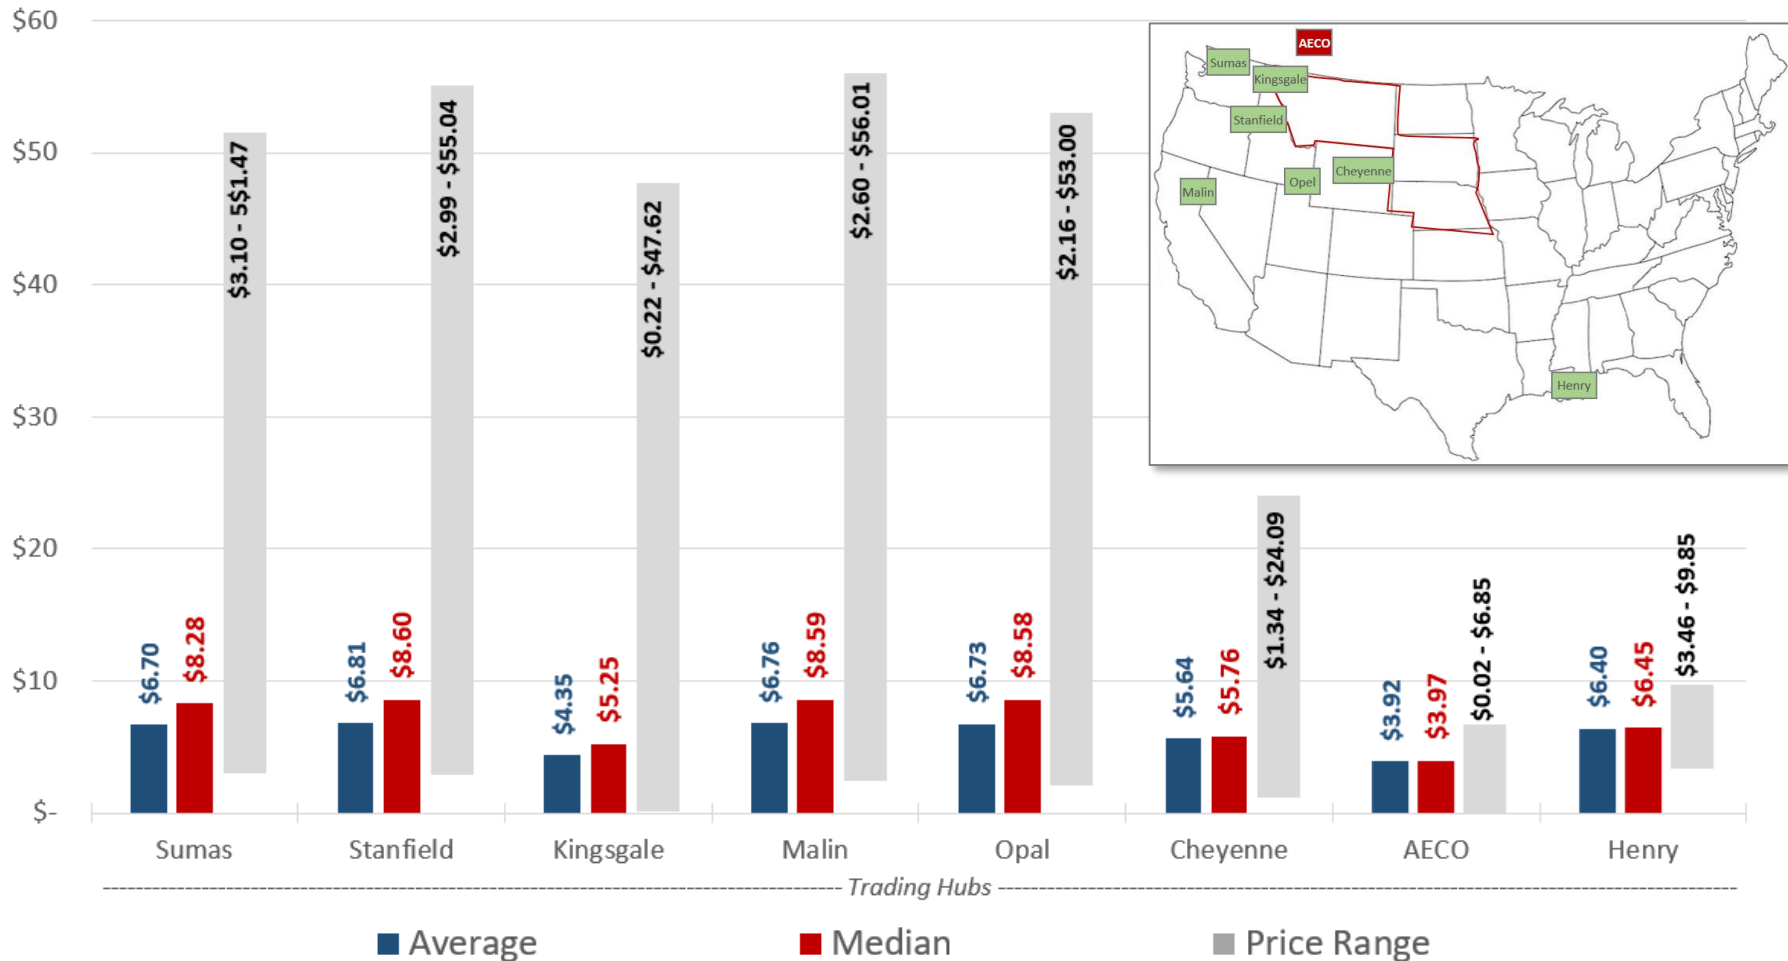 $60
$50
$40
$30
$20
$10
$-
$6.70
$8.28
$3.10 - 5$1.47
$6.81
$8.60
$2.99 - $55.04
$4.35
$5.25
$0.22 - $47.62
$6.76
$8.59
$2.60 - $56.01
$6.73
$8.58
$2.16 - $53.00
$5.64
$5.76
$1.34 - $24.09
$3.92
$3.97
$0.02 - $6.85
$6.40
$6.45
$3.46 - $9.85
AECO
Sumas
Kingsgale
Stanfield
Cheyenne
Opel
Malin
Henry
Sumas Stanfield Kingsgale Malin Opal Cheyenne AECO Henry
Trading Hubs
Average Median Price Range